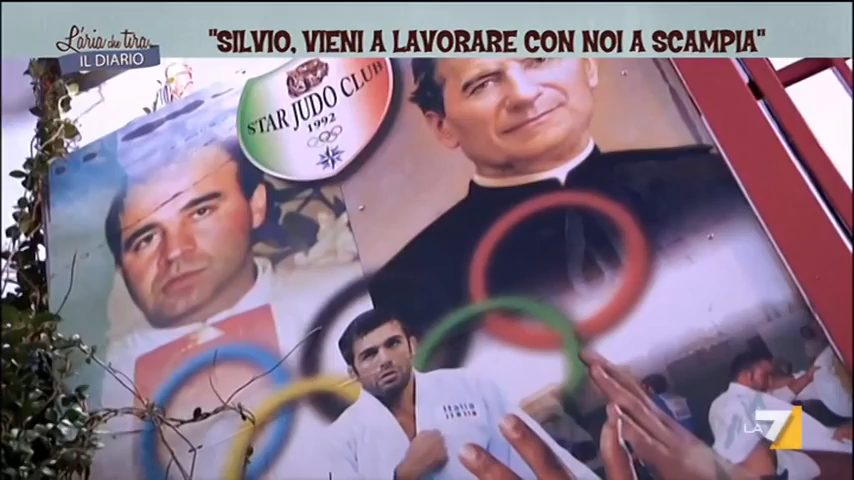 L'aria che tira
IL DIARIO
"SILVIO, VIENI A LAVORARE CON NOI A SCAMPIA"
STAR JUDO CLUB
1992
Italia
LA 7